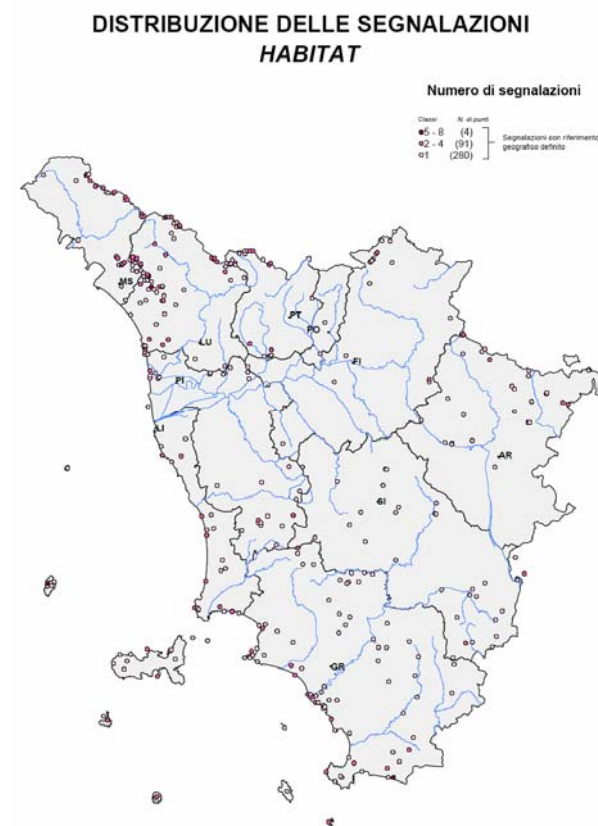 DISTRIBUZIONE DELLE SEGNALAZIONI
HABITAT
Numero di segnalazioni
Classi N. di punti
5 - 8 (4)
2 - 4 (91)
1 (280)
Segnalazioni con riferimento
geografico definito
MS
LU
PT
PO
FI
PI
LI
AR
SI
GR